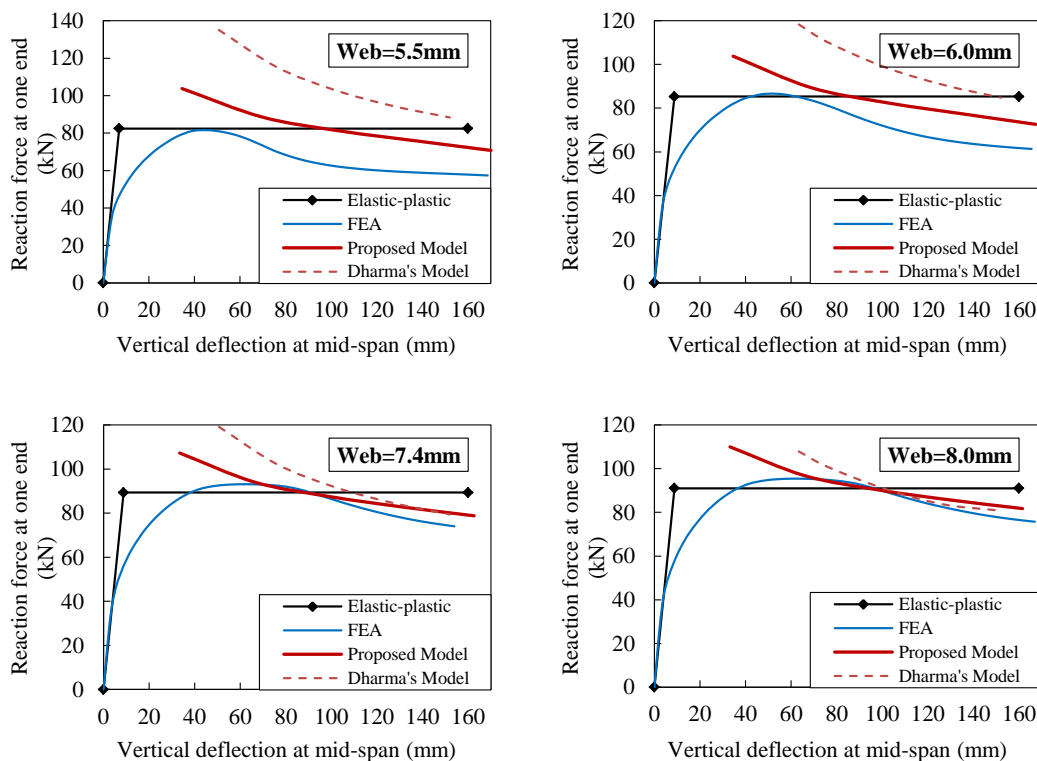 140
120
100
80
60
40
20
0
Reaction force at one end
(kN)
Web=5.5mm
Elastic-plastic
FEA
Proposed Model
Dharma's Model
0 20 40 60 80 100 120 140 160
Vertical deflection at mid-span (mm)
120
100
80
60
40
20
0
Reaction force at one end
(kN)
Web=6.0mm
Elastic-plastic
FEA
Proposed Model
Dharma's Model
0 20 40 60 80 100 120 140 160
Vertical deflection at mid-span (mm)
120
100
80
60
40
20
0
Reaction force at one end
(kN)
Web=7.4mm
Elastic-plastic
FEA
Proposed Model
Dharma's Model
0 20 40 60 80 100 120 140 160
Vertical deflection at mid-span (mm)
120
100
80
60
40
20
0
Reaction force at one end
(kN)
Web=8.0mm
Elastic-plastic
FEA
Proposed Model
Dharma's Model
0 20 40 60 80 100 120 140 160
Vertical deflection at mid-span (mm)